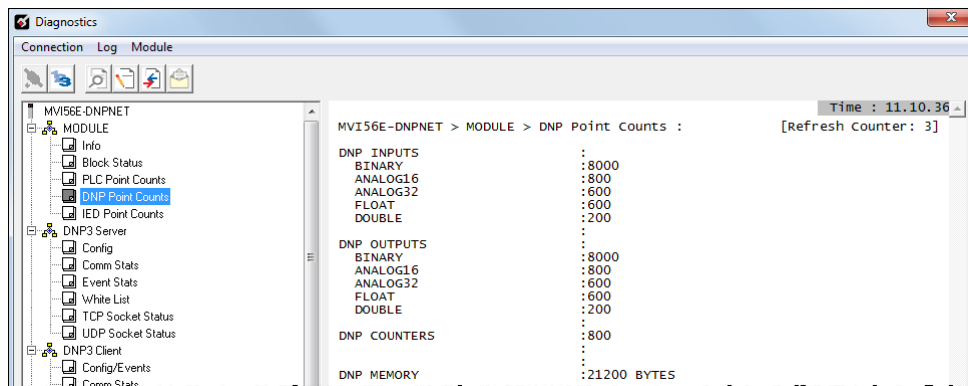 Diagnostics
Connection Log Module
MVI56E-DNPNET
MODULE
Info
Block Status
PLC Point Counts
DNP Point Counts
IED Point Counts
DNP3 Server
Config
Comm Stats
Event Stats
White List
TCP Socket Status
UDP Socket Status
DNP3 Client
Config/Events
Comm Stats
Time : 11.10.36
MVI56E-DNPNET > MODULE > DNP Point Counts : [Refresh Counter: 3]
DNP INPUTS :
BINARY :8000
ANALOG16 :800
ANALOG32 :600
FLOAT :600
DOUBLE :200
:
DNP OUTPUTS :
BINARY :8000
ANALOG16 :800
ANALOG32 :600
FLOAT :600
DOUBLE :200
:
DNP COUNTERS :800
:
:
DNP MEMORY :21200 BYTES